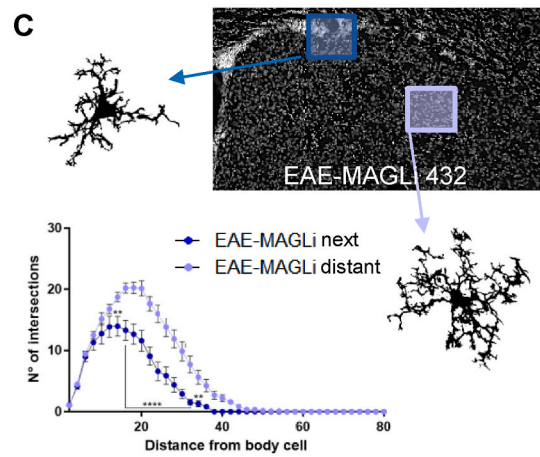 C
EAE-MAGLi 432
EAE-MAGLi next
EAE-MAGLi distant
N° of intersections
30
20
10
0
**
****
**
20
40
60
80
Distance from body cell